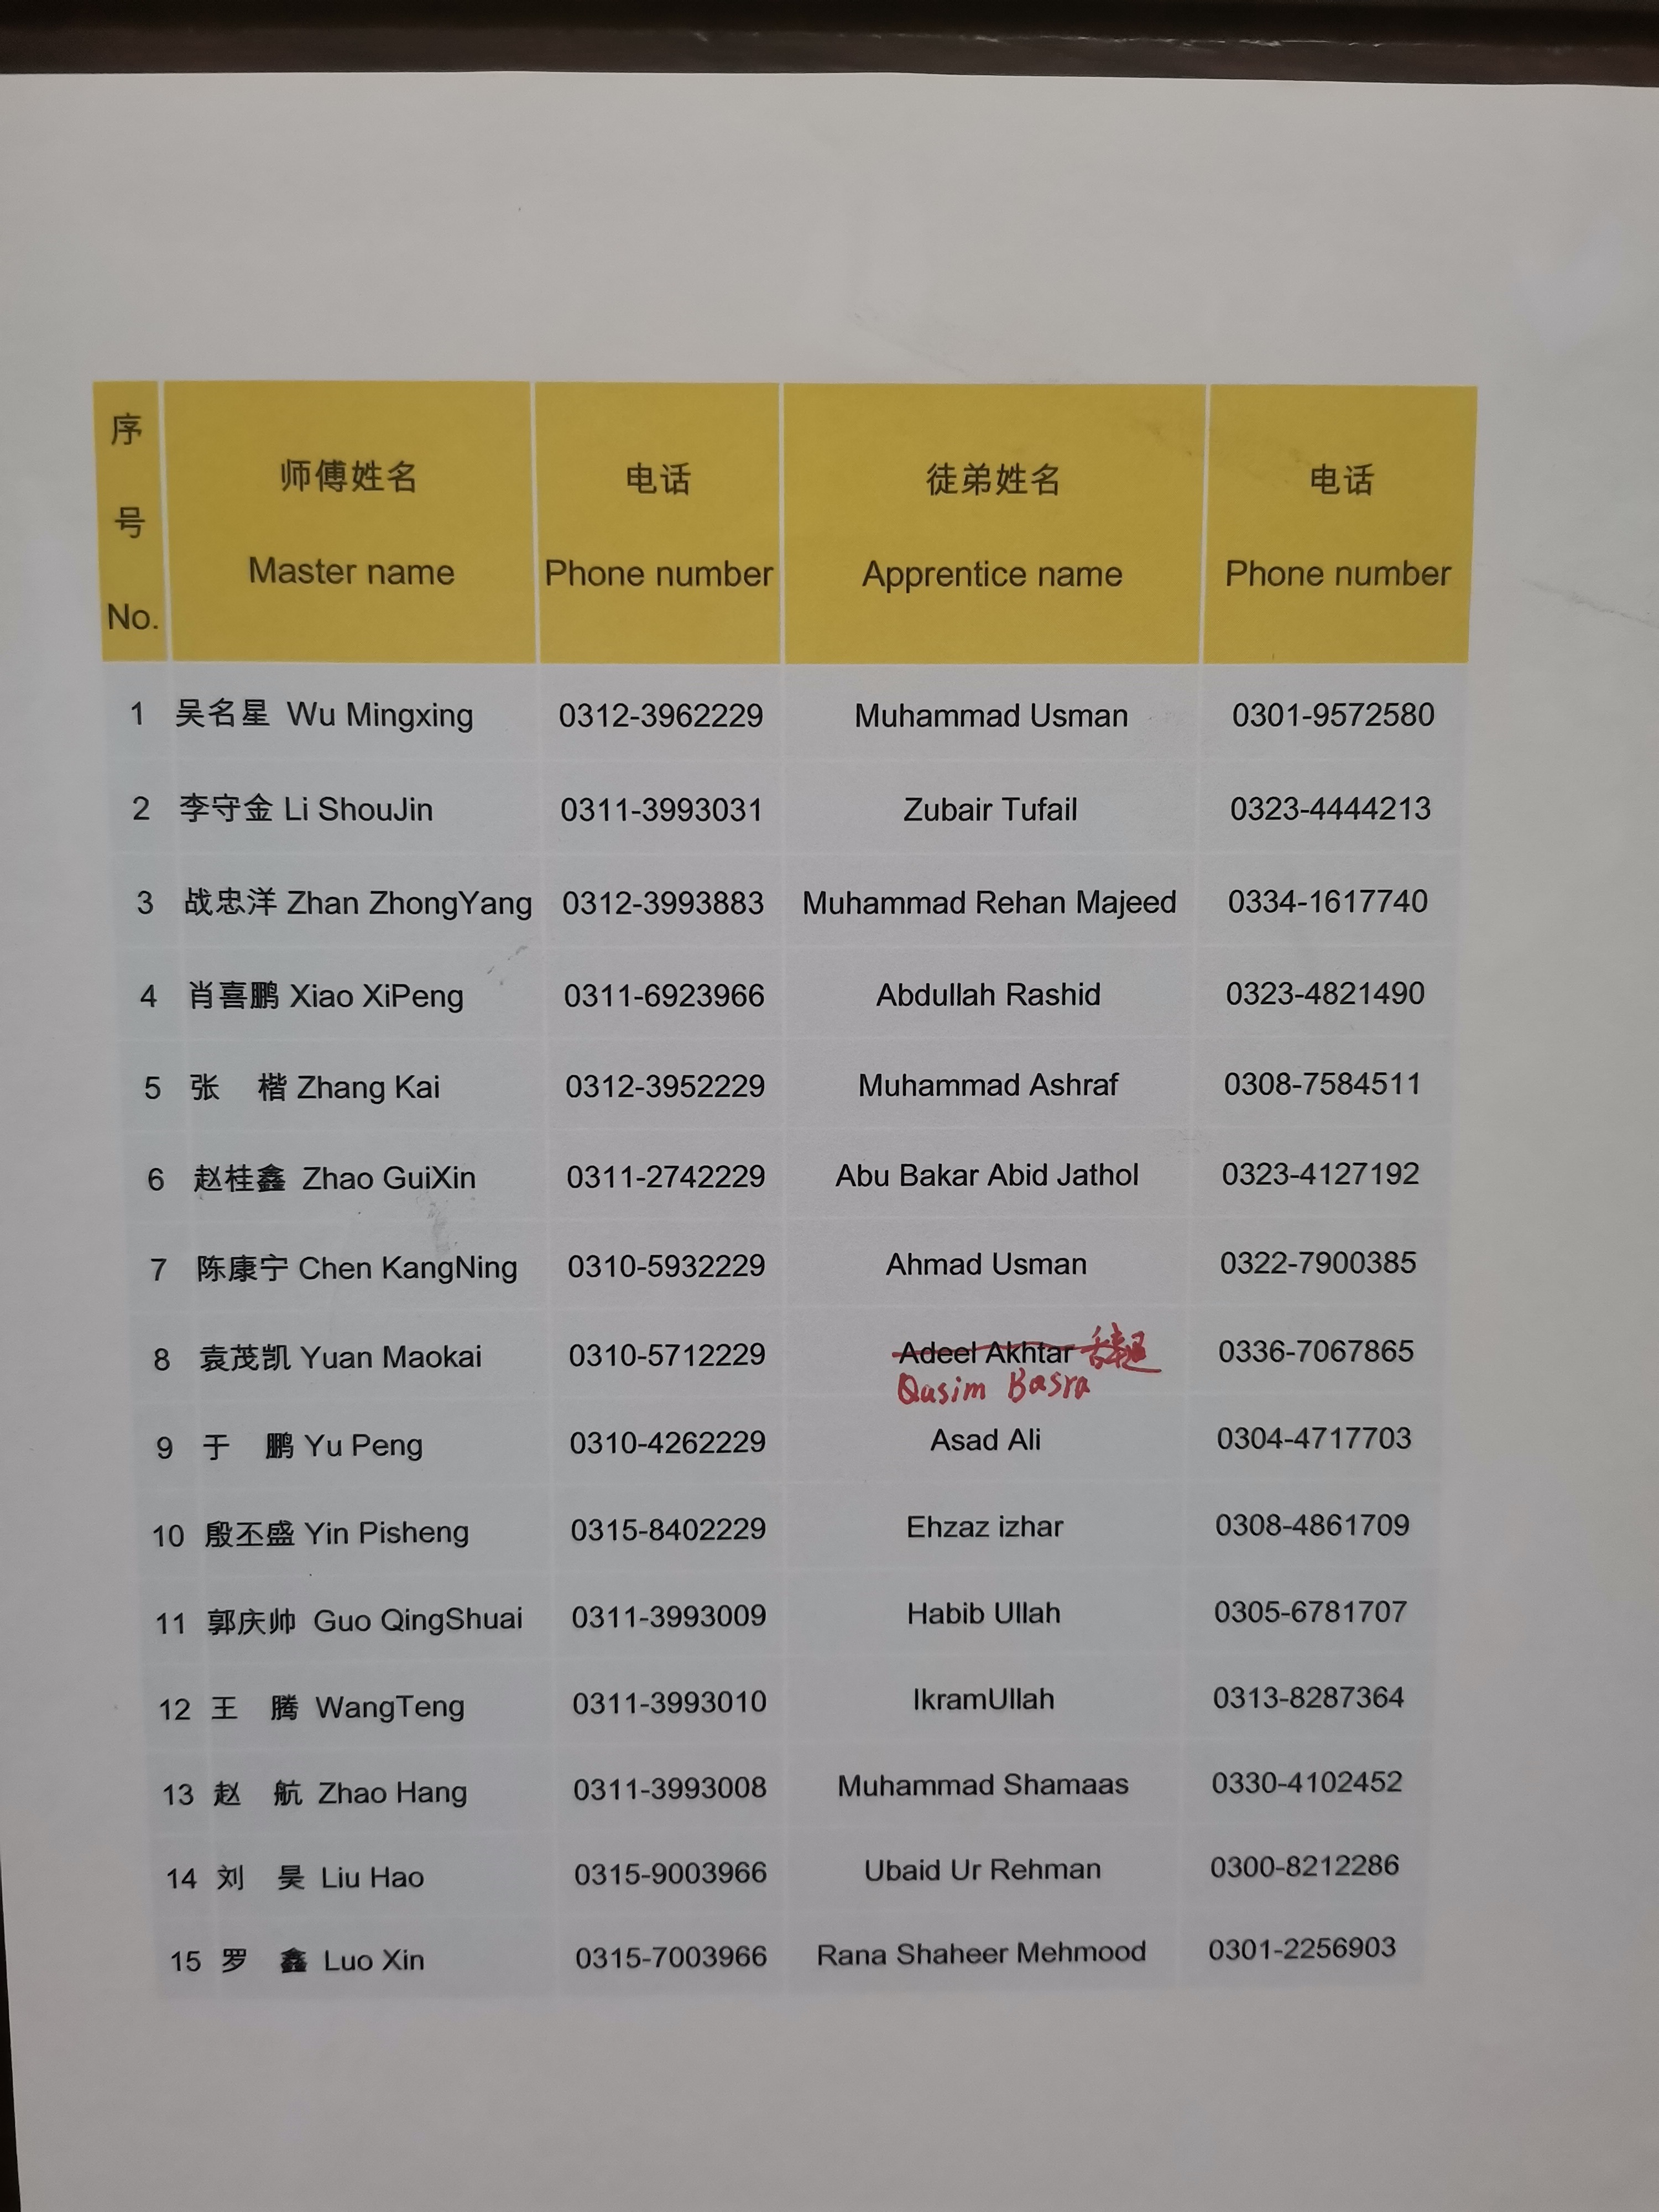 序号 No. 师傅姓名 Master name 电话 Phone number 徒弟姓名 Apprentice name 电话 Phone number
1 吴名星 Wu Mingxing 0312-3962229 Muhammad Usman 0301-9572580
2 李守金 Li ShouJin 0311-3993031 Zubair Tufail 0323-4444213
3 战忠洋 Zhan ZhongYang 0312-3993883 Muhammad Rehan Majeed 0334-1617740
4 肖喜鹏 Xiao XiPeng 0311-6923966 Abdullah Rashid 0323-4821490
5 张 楷 Zhang Kai 0312-3952229 Muhammad Ashraf 0308-7584511
6 赵桂鑫 Zhao GuiXin 0311-2742229 Abu Bakar Abid Jathol 0323-4127192
7 陈康宁 Chen KangNing 0310-5932229 Ahmad Usman 0322-7900385
8 袁茂凯 Yuan Maokai 0310-5712229 Adeel Akhtar 0336-7067865
Qasim Basra
9 于 鹏 Yu Peng 0310-4262229 Asad Ali 0304-4717703
10 殷丕盛 Yin Pisheng 0315-8402229 Ehzaz izhar 0308-4861709
11 郭庆帅 Guo QingShuai 0311-3993009 Habib Ullah 0305-6781707
12 王 腾 WangTeng 0311-3993010 IkramUllah 0313-8287364
13 赵 航 Zhao Hang 0311-3993008 Muhammad Shamaas 0330-4102452
14 刘 昊 Liu Hao 0315-9003966 Ubaid Ur Rehman 0300-8212286
15 罗 鑫 Luo Xin 0315-7003966 Rana Shaheer Mehmood 0301-2256903